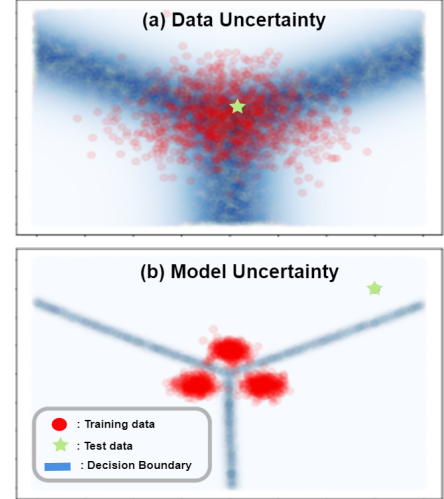 (a) Data Uncertainty
(b) Model Uncertainty
: Training data
: Test data
: Decision Boundary